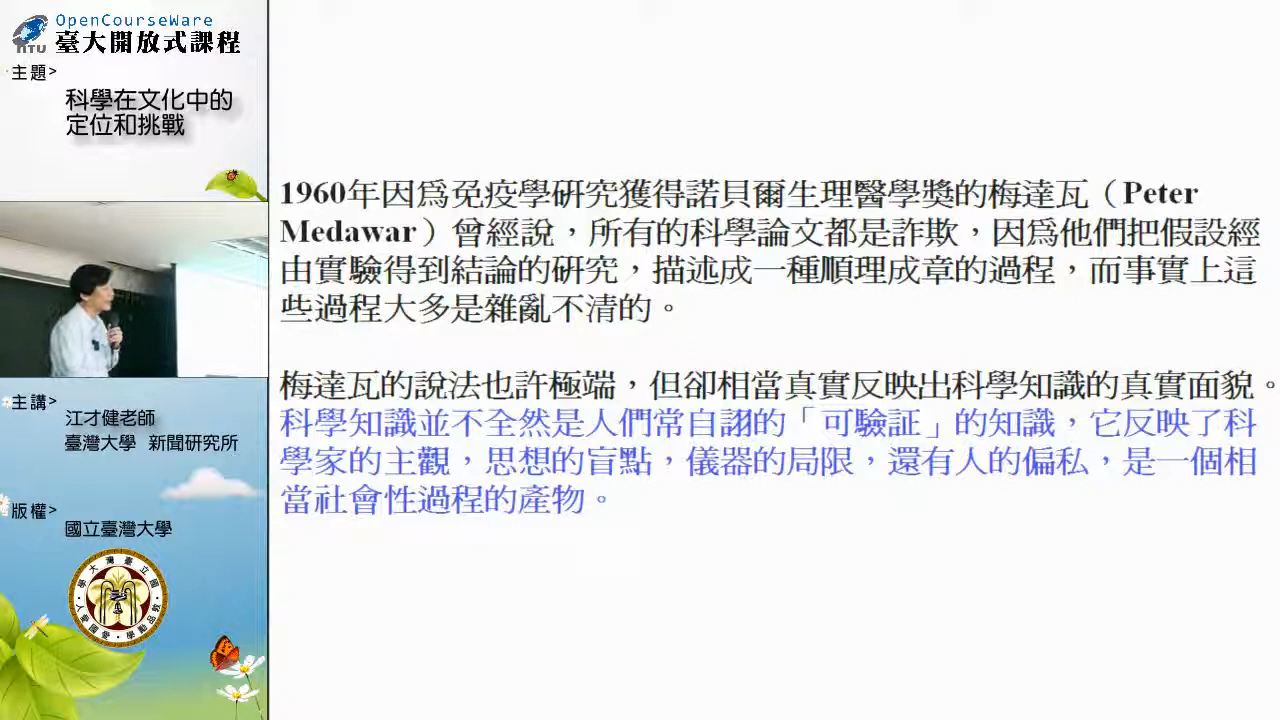 OpenCourseWare
NTU 臺大開放式課程
主題>
科學在文化中的
定位和挑戰
主講>
江才健老師
臺灣大學 新聞研究所
版權>
國立臺灣大學
1960年因為免疫學研究獲得諾貝爾生理醫學獎的梅達瓦（Peter
Medawar）曾經說，所有的科學論文都是詐欺，因為他們把假設經
由實驗得到結論的研究，描述成一種順理成章的過程，而事實上這
些過程大多是雜亂不清的。
梅達瓦的說法也許極端，但卻相當真實反映出科學知識的真實面貌。
科學知識並不全然是人們常自詡的「可驗証」的知識，它反映了科
學家的主觀，思想的盲點，儀器的局限，還有人的偏私，是一個相
當社會性過程的產物。